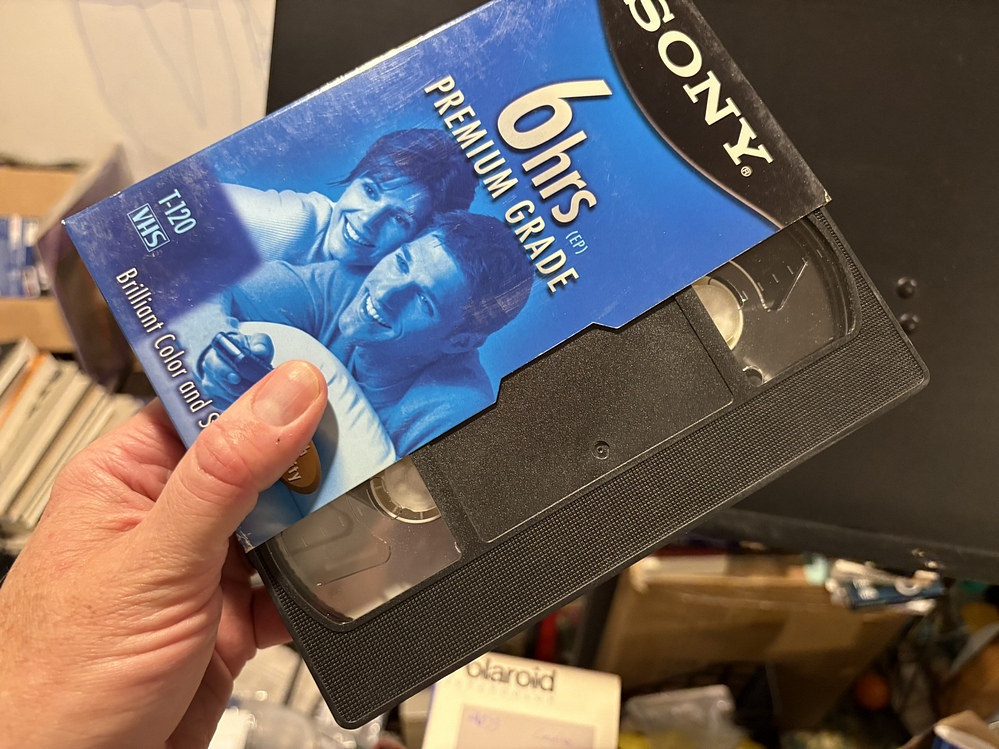 SONY®
6hrs (EP)
PREMIUM GRADE
T-120
VHS
Brilliant Color and
olaroid